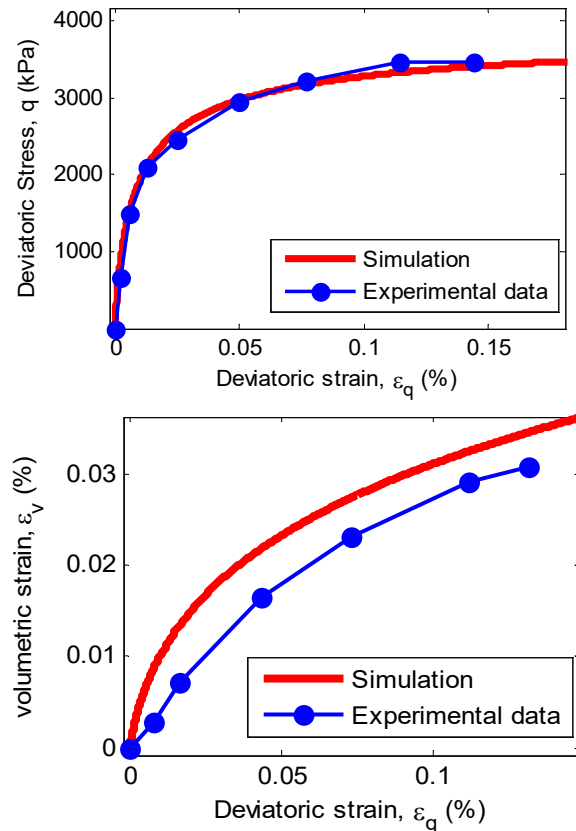 Deviatoric Stress, q (kPa)
4000
3000
2000
1000
Simulation
Experimental data
0
0.05
0.1
0.15
Deviatoric strain, εq (%)
volumetric strain, εv (%)
0.03
0.02
0.01
0
Simulation
Experimental data
0
0.05
0.1
Deviatoric strain, εq (%)